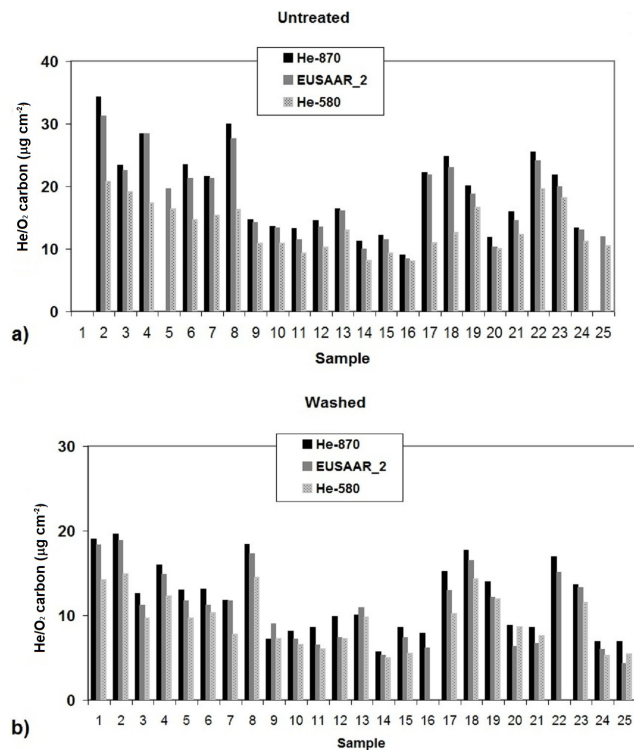 Untreated
He-870
EUSAAR_2
He-580
He/O₂ carbon (µg cm⁻²)
40
30
20
10
0
1 2 3 4 5 6 7 8 9 10 11 12 13 14 15 16 17 18 19 20 21 22 23 24 25
a)
Sample
Washed
He-870
EUSAAR_2
He-580
He/O₂ carbon (µg cm⁻²)
30
20
10
0
1 2 3 4 5 6 7 8 9 10 11 12 13 14 15 16 17 18 19 20 21 22 23 24 25
b)
Sample